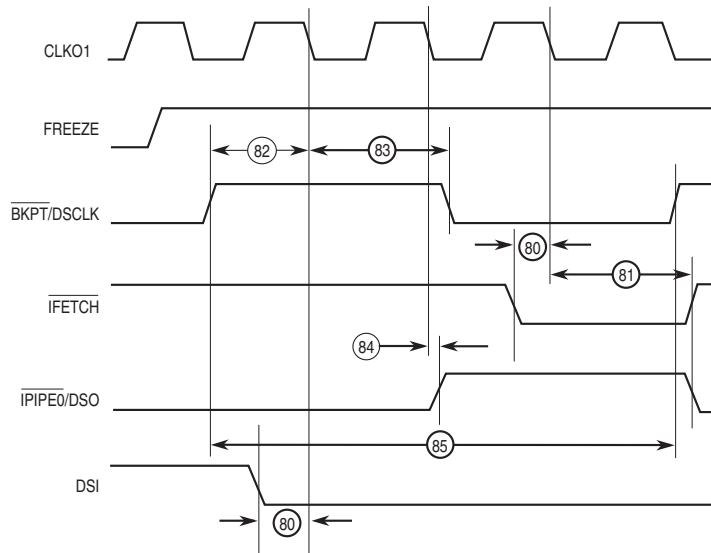 CLKO1
FREEZE
82
83
BKPT/DSCLK
80
81
IFETCH
84
IPIPE0/DSO
85
DSI
80